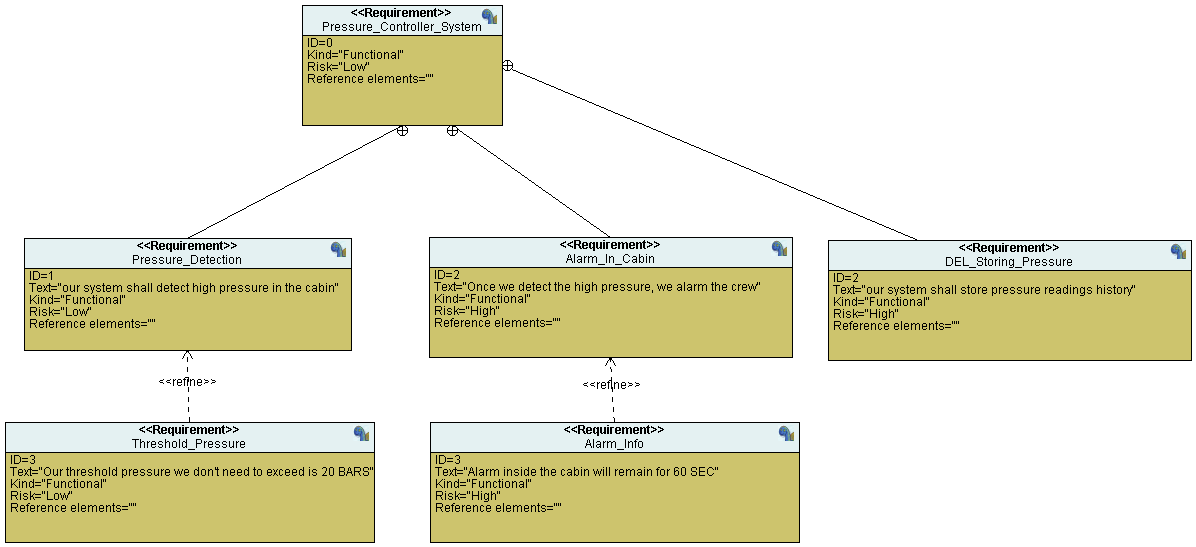 <<Requirement>>
Pressure_Controller_System
ID=0
Kind="Functional"
Risk="Low"
Reference elements=""
<<Requirement>>
Pressure_Detection
ID=1
Text="our system shall detect high pressure in the cabin"
Kind="Functional"
Risk="Low"
Reference elements=""
<<Requirement>>
Alarm_In_Cabin
ID=2
Text="Once we detect the high pressure, we alarm the crew"
Kind="Functional"
Risk="High"
Reference elements=""
<<Requirement>>
DEL_Storing_Pressure
ID=2
Text="our system shall store pressure readings history"
Kind="Functional"
Risk="High"
Reference elements=""
<<refine>>
<<refine>>
<<Requirement>>
Threshold_Pressure
ID=3
Text="Our threshold pressure we don't need to exceed is 20 BARS"
Kind="Functional"
Risk="Low"
Reference elements=""
<<Requirement>>
Alarm_Info
ID=3
Text="Alarm inside the cabin will remain for 60 SEC"
Kind="Functional"
Risk="High"
Reference elements=""